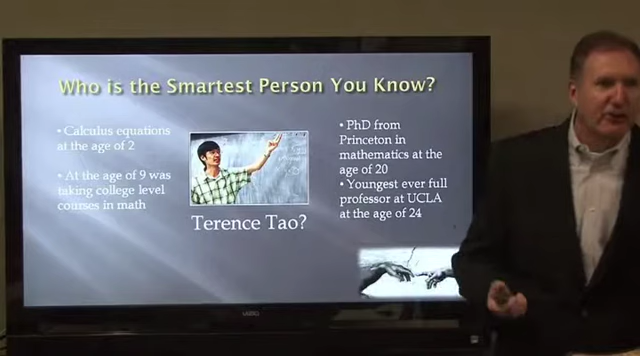 Who is the Smartest Person You Know?
• Calculus equations
at the age of 2
• At the age of 9 was
taking college level
courses in math
Terence Tao?
• PhD from
Princeton in
mathematics at the
age of 20
• Youngest ever full
professor at UCLA
at the age of 24